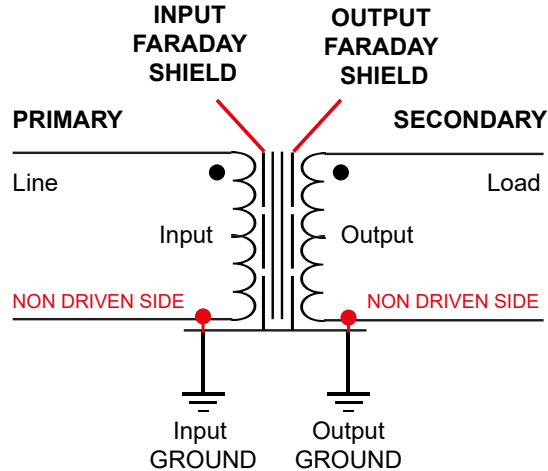 INPUT
FARADAY
SHIELD
OUTPUT
FARADAY
SHIELD
PRIMARY
SECONDARY
Line
Load
Input
Output
NON DRIVEN SIDE
NON DRIVEN SIDE
Input
GROUND
Output
GROUND